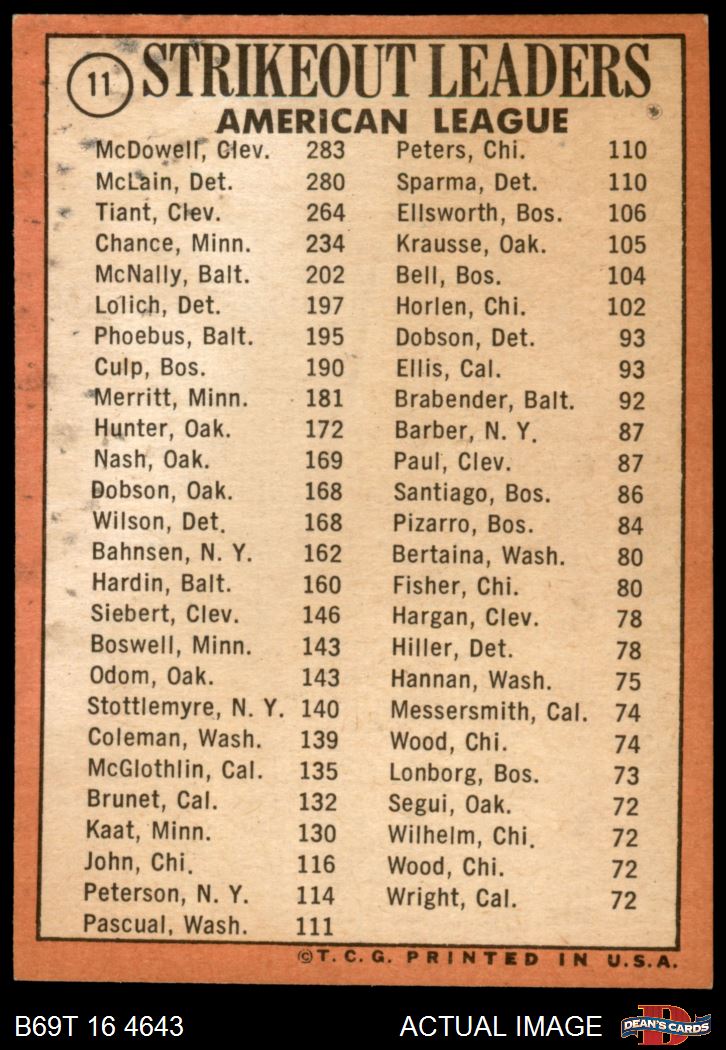 11 STRIKEOUT LEADERS
AMERICAN LEAGUE
McDowell, Clev. 283
McLain, Det. 280
Tiant, Clev. 264
Chance, Minn. 234
McNally, Balt. 202
Lolich, Det. 197
Phoebus, Balt. 195
Culp, Bos. 190
Merritt, Minn. 181
Hunter, Oak. 172
Nash, Oak. 169
Dobson, Oak. 168
Wilson, Det. 168
Bahnsen, N. Y. 162
Hardin, Balt. 160
Siebert, Clev. 146
Boswell, Minn. 143
Odom, Oak. 143
Stottlemyre, N. Y. 140
Coleman, Wash. 139
McGlothlin, Cal. 135
Brunet, Cal. 132
Kaat, Minn. 130
John, Chi. 116
Peterson, N. Y. 114
Pascual, Wash. 111
Peters, Chi. 110
Sparma, Det. 110
Ellsworth, Bos. 106
Krausse, Oak. 105
Bell, Bos. 104
Horlen, Chi. 102
Dobson, Det. 93
Ellis, Cal. 93
Brabender, Balt. 92
Barber, N. Y. 87
Paul, Clev. 87
Santiago, Bos. 86
Pizarro, Bos. 84
Bertaina, Wash. 80
Fisher, Chi. 80
Hargan, Clev. 78
Hiller, Det. 78
Hannan, Wash. 75
Messersmith, Cal. 74
Wood, Chi. 74
Lonborg, Bos. 73
Segui, Oak. 72
Wilhelm, Chi. 72
Wood, Chi. 72
Wright, Cal. 72
©T. C. G. PRINTED IN U.S.A.
B69T 16 4643 ACTUAL IMAGE
D
DEAN'S CARDS